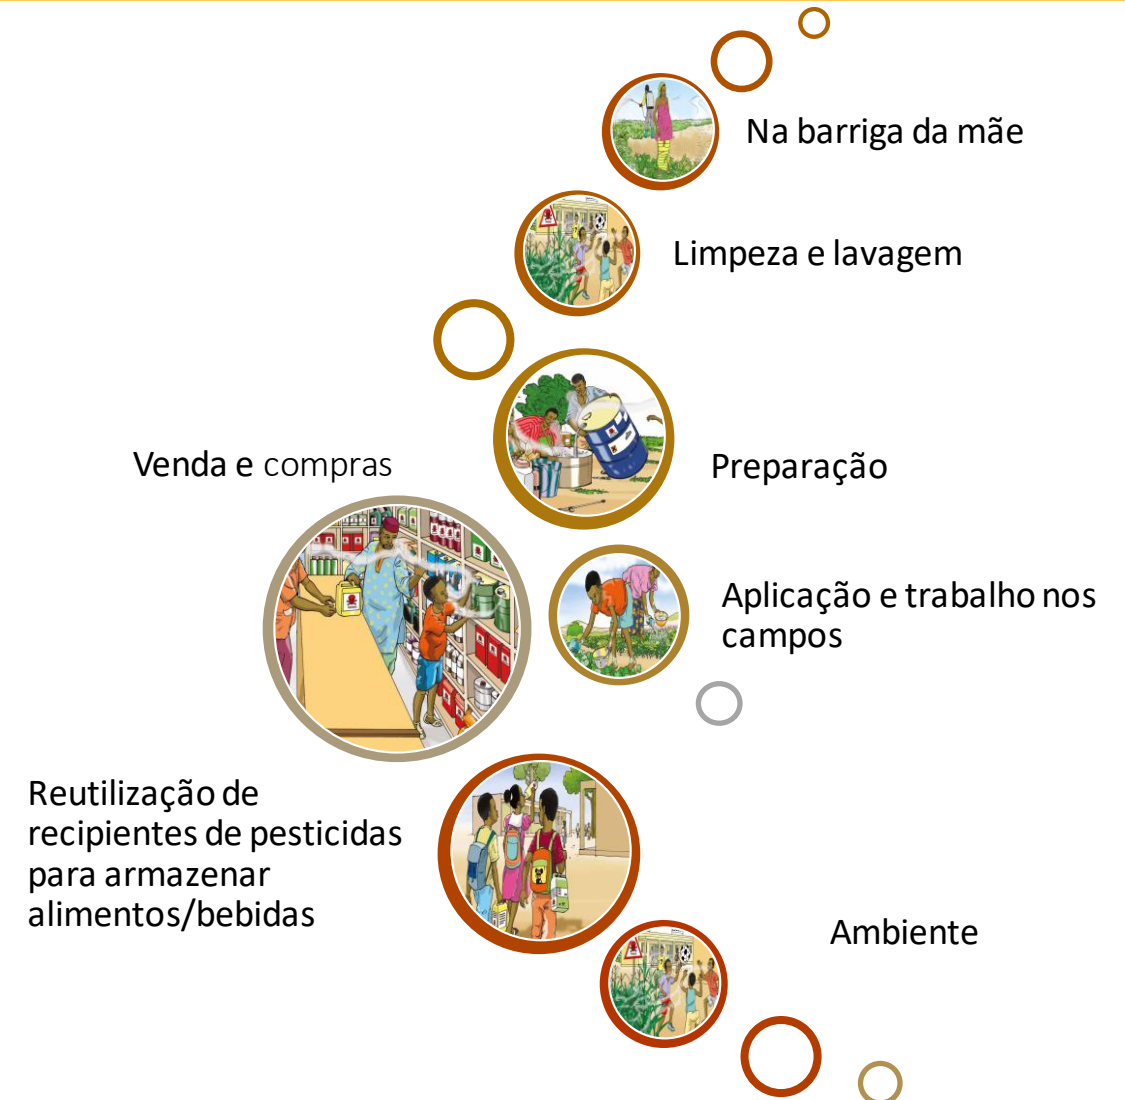 Na barriga da mãe
Limpeza e lavagem
Venda e compras
Preparação
Aplicação e trabalho nos
campos
Reutilização de
recipientes de pesticidas
para armazenar
alimentos/bebidas
Ambiente